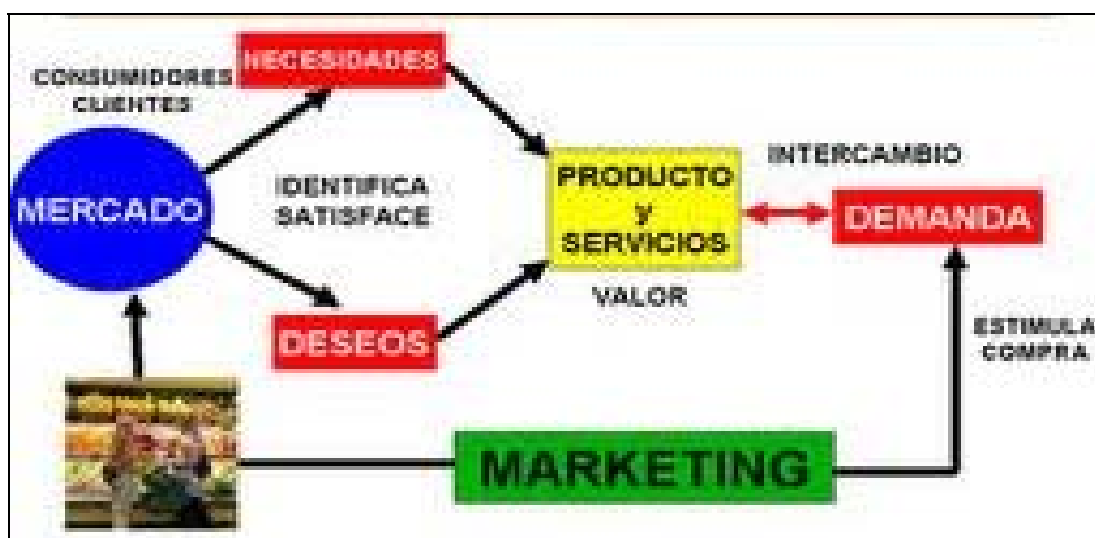 NECESIDADES
CONSUMIDORES
CLIENTES
MERCADO
IDENTIFICA
SATISFACE
DESEOS
PRODUCTO
y
SERVICIOS
VALOR
INTERCAMBIO
DEMANDA
ESTIMULA
COMPRA
MARKETING